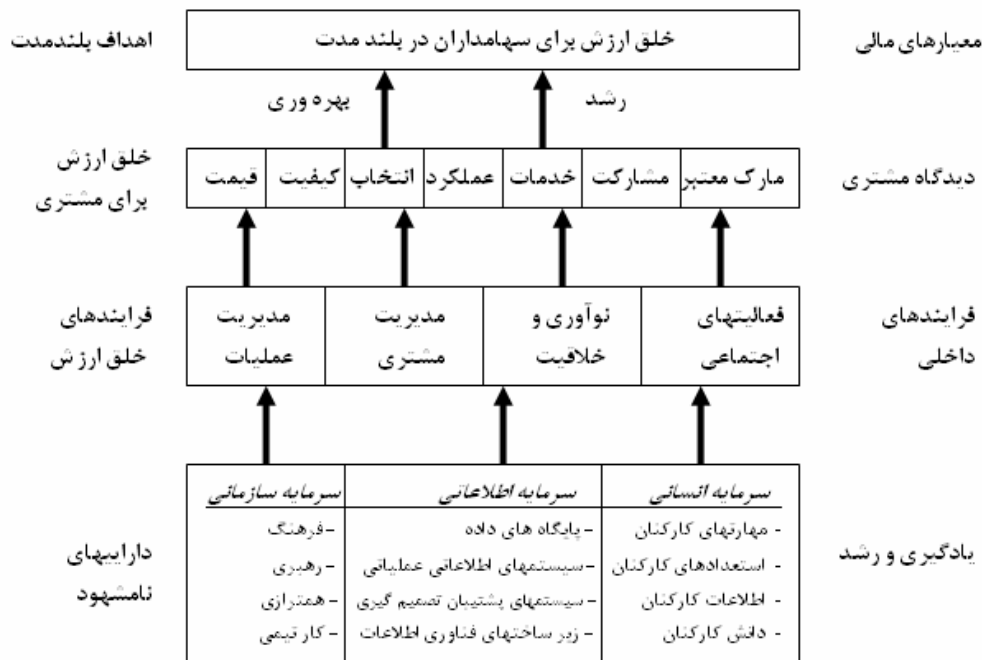 معیارهای مالی
خلق ارزش برای سهامداران در بلند مدت
اهداف بلندمدت
رشد
بهره وری
دیدگاه مشتری
مارک معتبر
مشارکت
خدمات
عملکرد
انتخاب
کیفیت
قیمت
خلق ارزش
برای مشتری
فرایندهای
داخلی
فعالیتهای
اجتماعی
نوآوری و
خلاقیت
مدیریت
مشتری
مدیریت
عملیات
فرایندهای
خلق ارزش
یادگیری و رشد
سرمایه انسانی
- مهارتهای کارکنان
- استعدادهای کارکنان
- اطلاعات کارکنان
- دانش کارکنان
سرمایه اطلاعاتی
- پایگاه های داده
- سیستمهای اطلاعاتی عملیاتی
- سیستمهای پشتیبان تصمیم گیری
- زیر ساختهای فناوری اطلاعات
سرمایه سازمانی
- فرهنگ
- رهبری
- همترازی
- کار تیمی
داراییهای
نامشهود